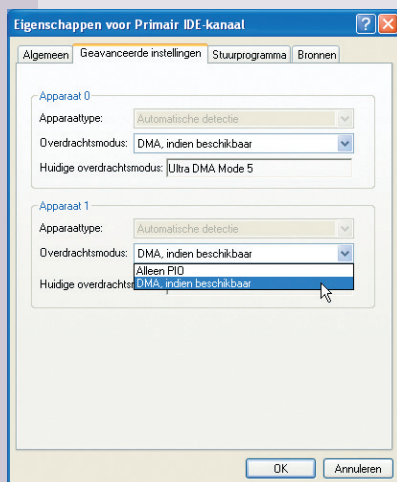 Eigenschappen voor Primair IDE-kanaal
Algemeen Geavanceerde instellingen Stuurprogramma Bronnen
Apparaat 0
Apparaattype: Automatische detectie
Overdrachtsmodus: DMA, indien beschikbaar
Huidige overdrachtsmodus: Ultra DMA Mode 5
Apparaat 1
Apparaattype: Automatische detectie
Overdrachtsmodus: DMA, indien beschikbaar
Alleen PIO
Huidige overdrachtsr DMA, indien beschikbaar
OK Annuleren